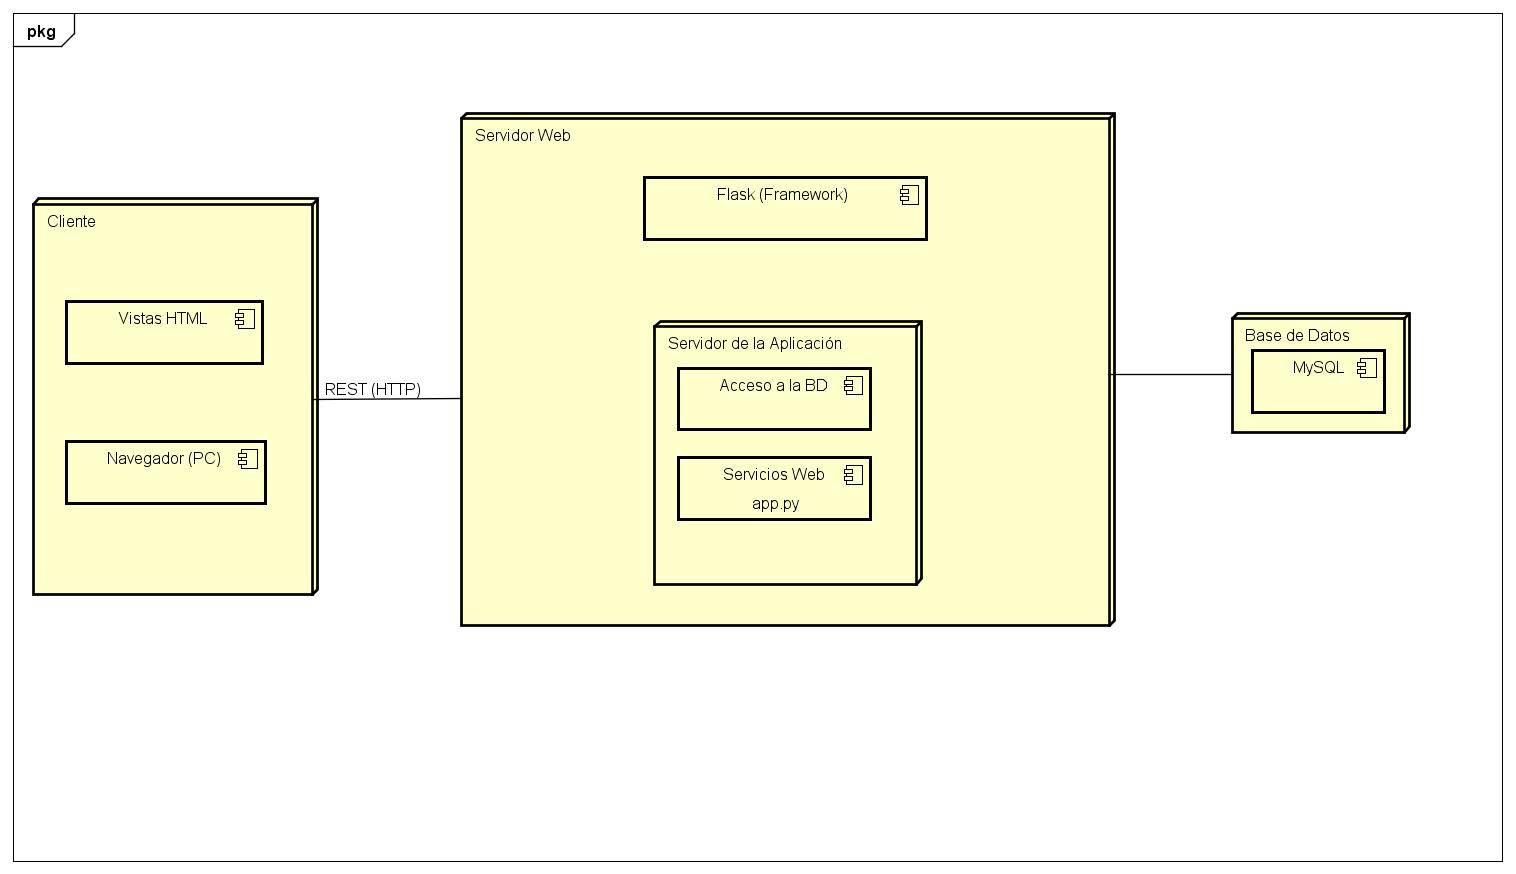 pkg
Cliente
Vistas HTML
Navegador (PC)
REST (HTTP)
Servidor Web
Flask (Framework)
Servidor de la Aplicación
Acceso a la BD
Servicios Web
app.py
Base de Datos
MySQL